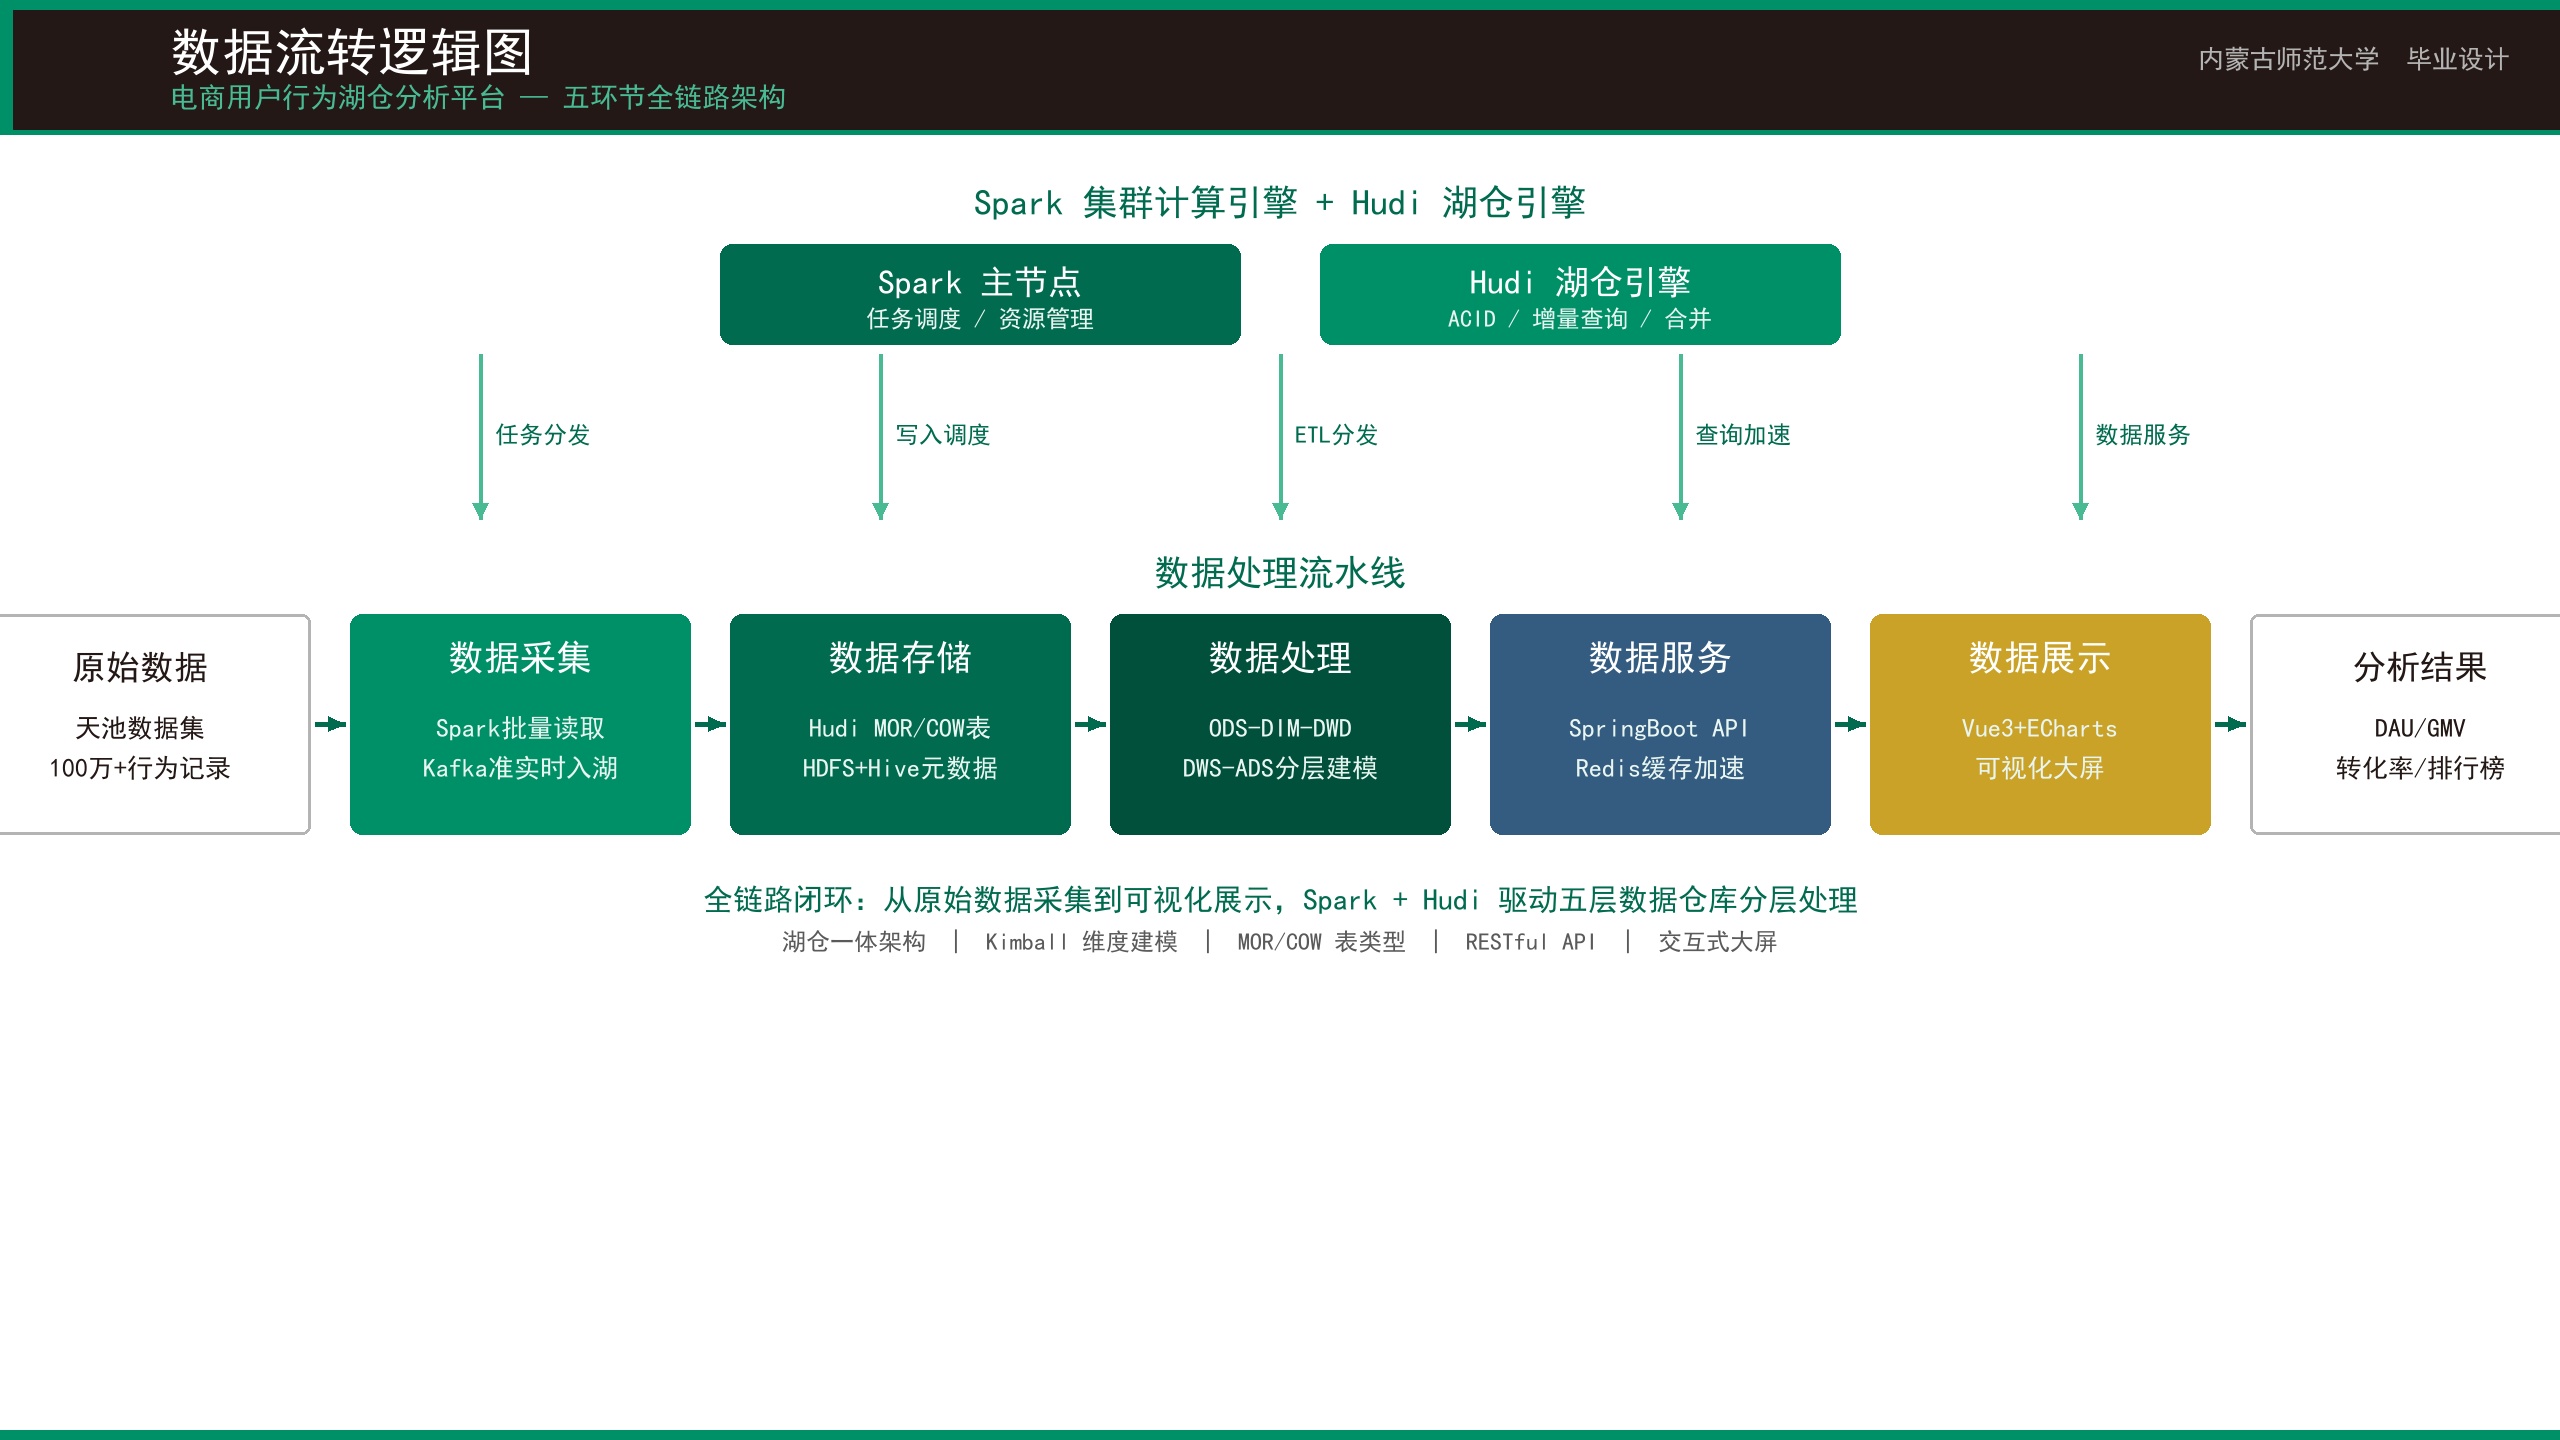 数据流转逻辑图
电商用户行为湖仓分析平台 — 五环节全链路架构
内蒙古师范大学 毕业设计
Spark 集群计算引擎 + Hudi 湖仓引擎
Spark 主节点
任务调度 / 资源管理
Hudi 湖仓引擎
ACID / 增量查询 / 合并
任务分发
写入调度
ETL分发
查询加速
数据服务
数据处理流水线
原始数据
天池数据集
100万+行为记录
数据采集
Spark批量读取
Kafka准实时入湖
数据存储
Hudi MOR/COW表
HDFS+Hive元数据
数据处理
ODS-DIM-DWD
DWS-ADS分层建模
数据服务
SpringBoot API
Redis缓存加速
数据展示
Vue3+ECharts
可视化大屏
分析结果
DAU/GMV
转化率/排行榜
全链路闭环：从原始数据采集到可视化展示，Spark + Hudi 驱动五层数据仓库分层处理
湖仓一体架构 | Kimball 维度建模 | MOR/COW 表类型 | RESTful API | 交互式大屏